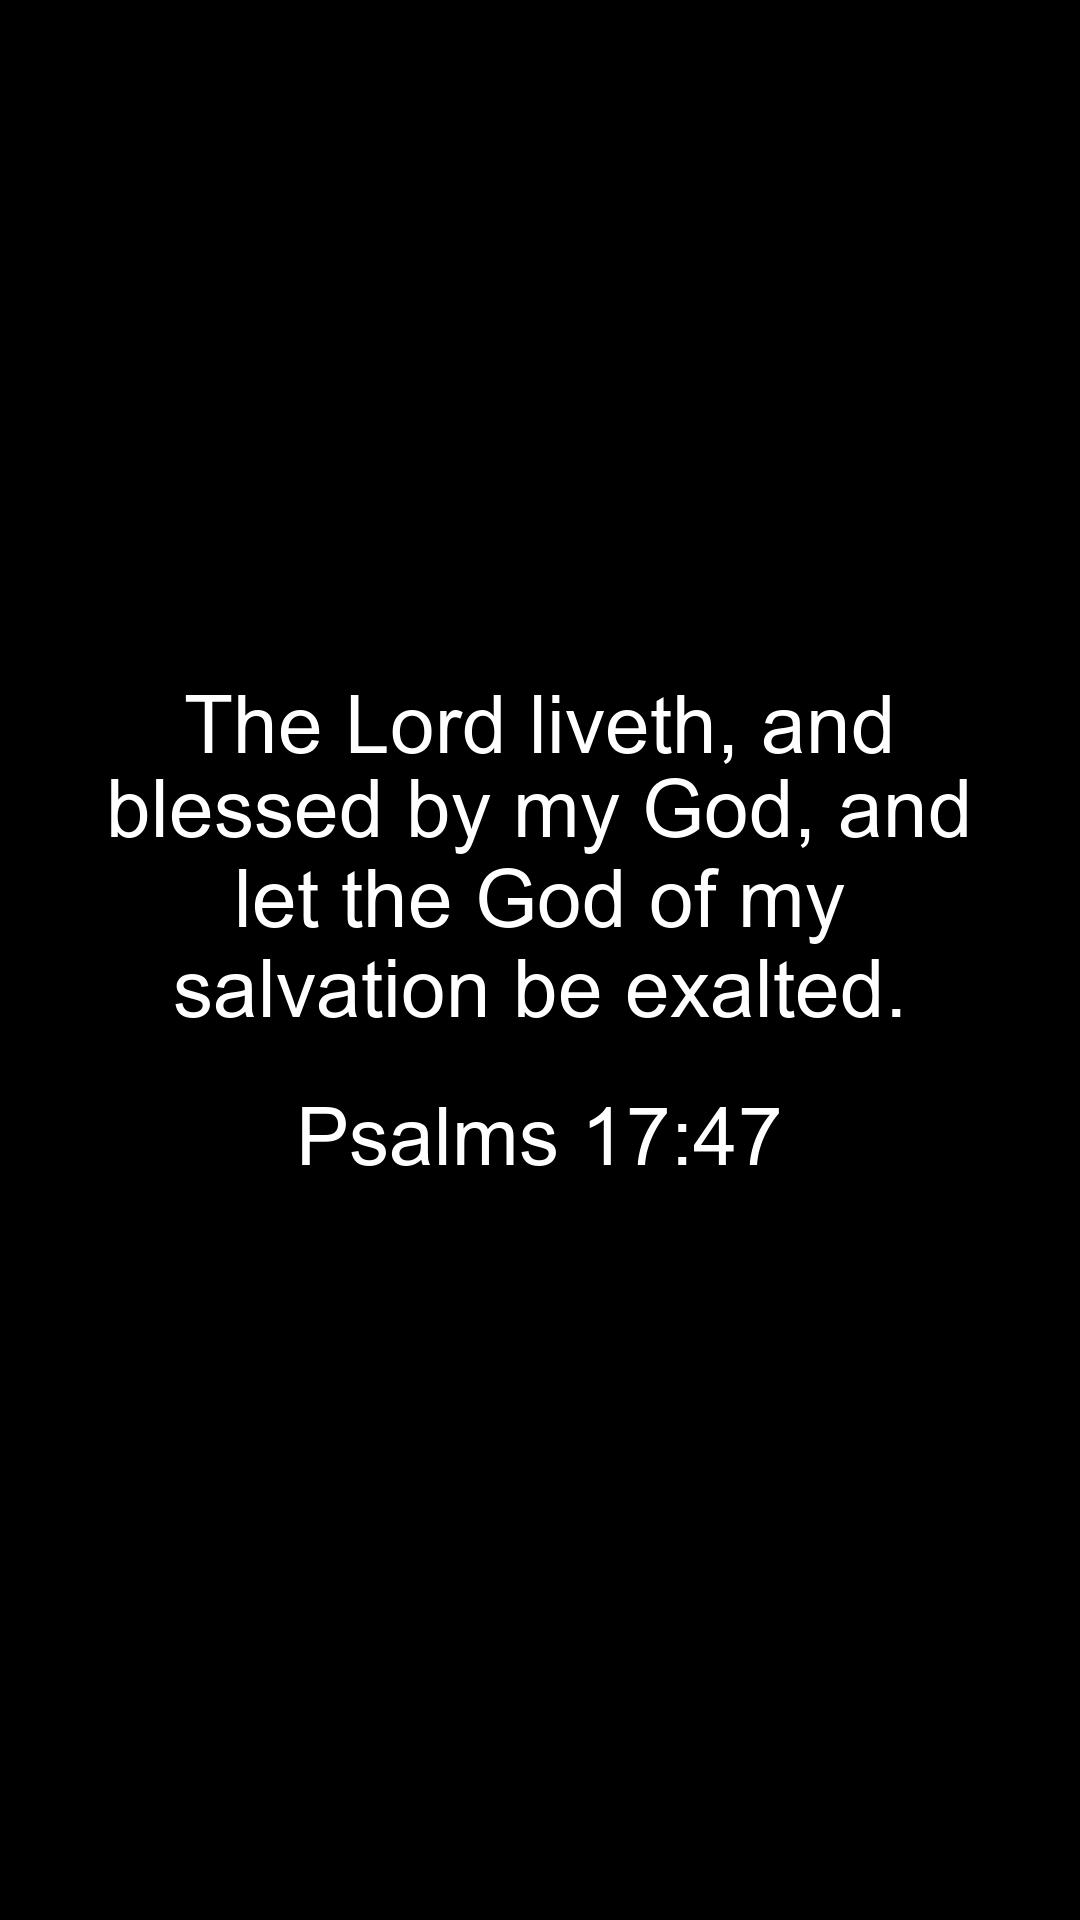 The Lord liveth, and
blessed by my God, and
let the God of my
salvation be exalted.
Psalms 17:47